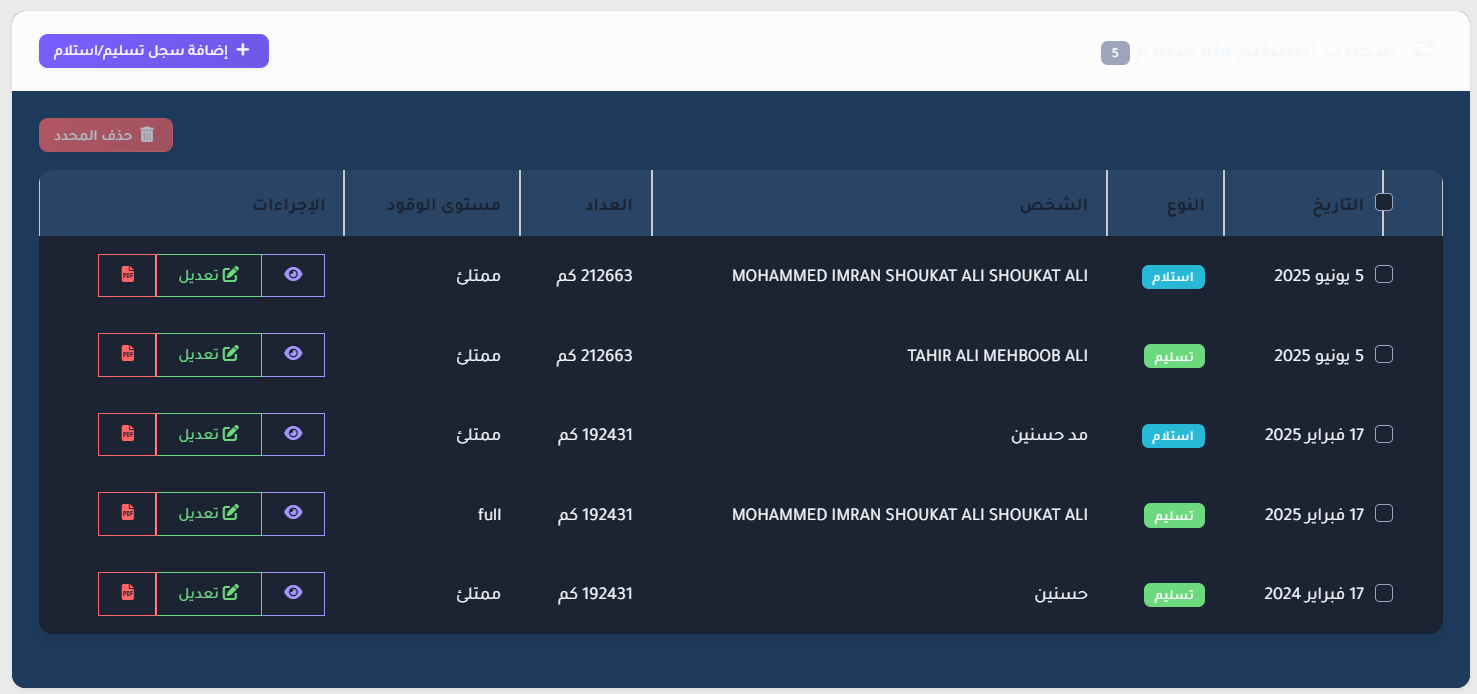 سجلات التسليم والاستلام 5
+ إضافة سجل تسليم/استلام
حذف المحدد
التاريخ النوع الشخص العداد مستوى الوقود الإجراءات
5 يونيو 2025 استلام MOHAMMED IMRAN SHOUKAT ALI SHOUKAT ALI 212663 كم ممتلئ تعديل PDF
5 يونيو 2025 تسليم TAHIR ALI MEHBOOB ALI 212663 كم ممتلئ تعديل PDF
17 فبراير 2025 استلام مد حسنين 192431 كم ممتلئ تعديل PDF
17 فبراير 2025 تسليم MOHAMMED IMRAN SHOUKAT ALI SHOUKAT ALI 192431 كم full تعديل PDF
17 فبراير 2024 تسليم حسنين 192431 كم ممتلئ تعديل PDF